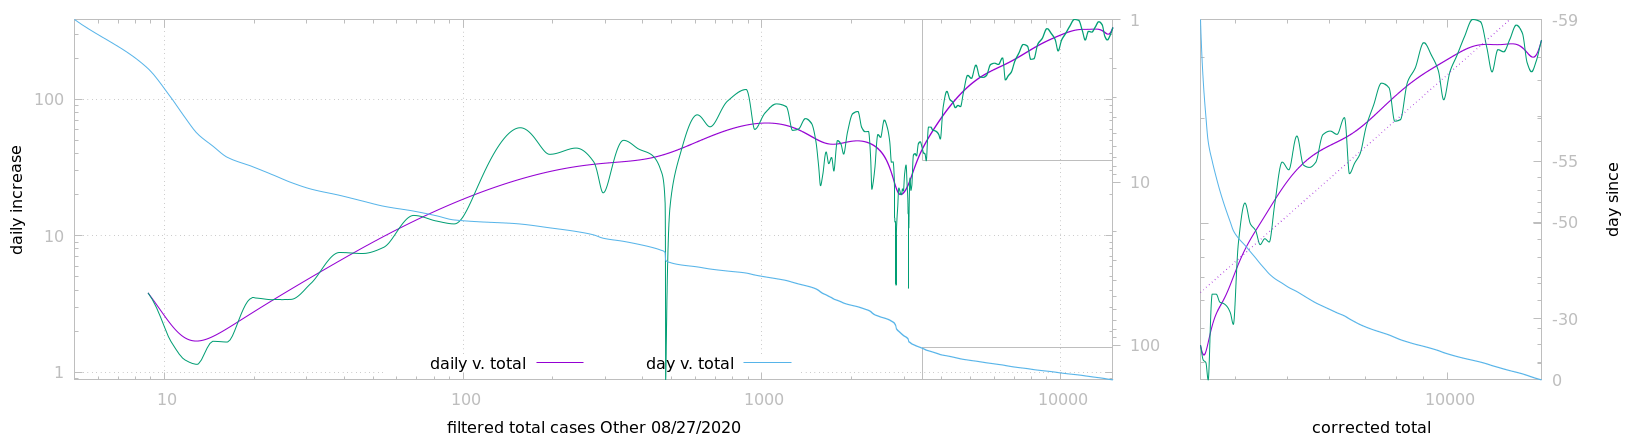 daily increase
100
10
1
daily v. total
day v. total
10
100
1000
10000
filtered total cases Other 08/27/2020
1
10
100
10000
corrected total
-59
-55
-50
-30
0
day since